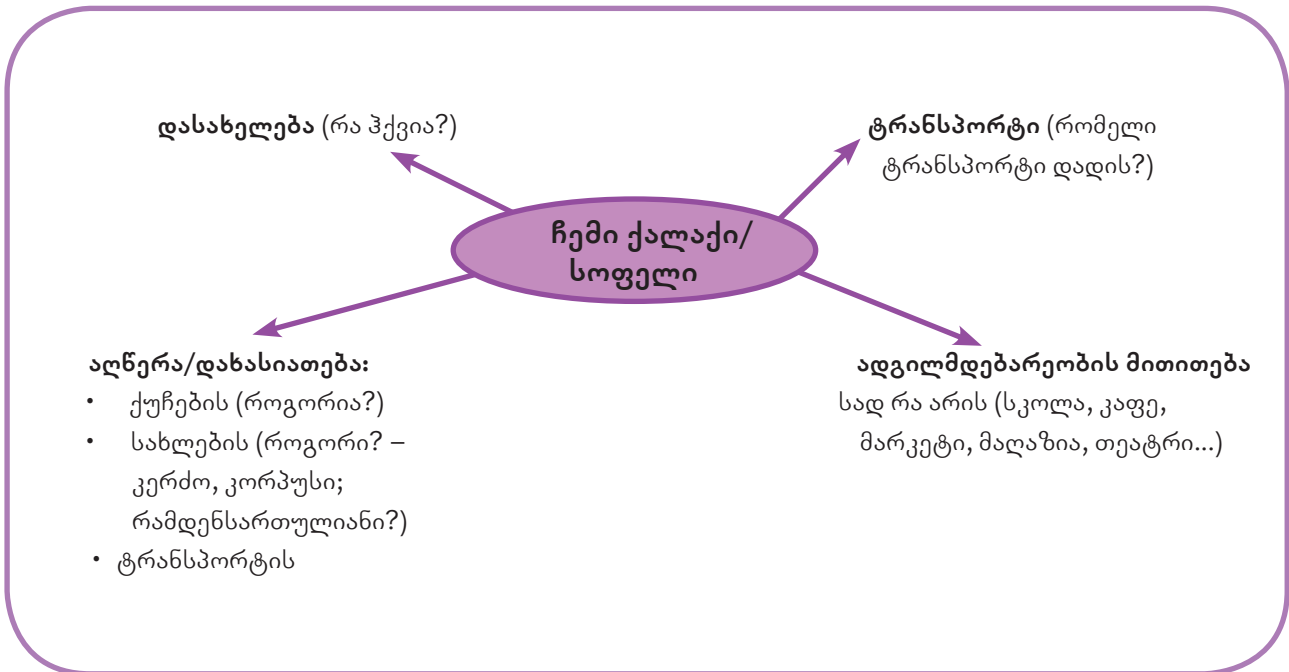 დასახელება (რა ჰქვია?)
ტრანსპორტი (რომელი
ტრანსპორტი დადის?)
ჩემი ქალაქი/
სოფელი
აღწერა/დახასიათება:
• ქუჩების (როგორია?)
• სახლების (როგორი? –
კერძო, კორპუსი;
რამდენსართულიანი?)
• ტრანსპორტის
ადგილმდებარეობის მითითება
სად რა არის (სკოლა, კაფე,
მარკეტი, მაღაზია, თეატრი...)